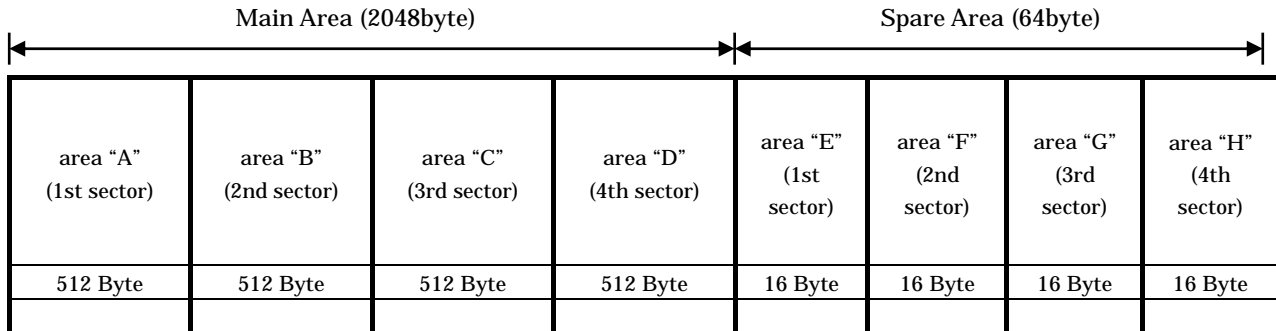 Main Area (2048byte) Spare Area (64byte)
area “A” area “B” area “C” area “D” area “E” area “F” area “G” area “H”
(1st sector) (2nd sector) (3rd sector) (4th sector) (1st sector) (2nd sector) (3rd sector) (4th sector)
512 Byte 512 Byte 512 Byte 512 Byte 16 Byte 16 Byte 16 Byte 16 Byte